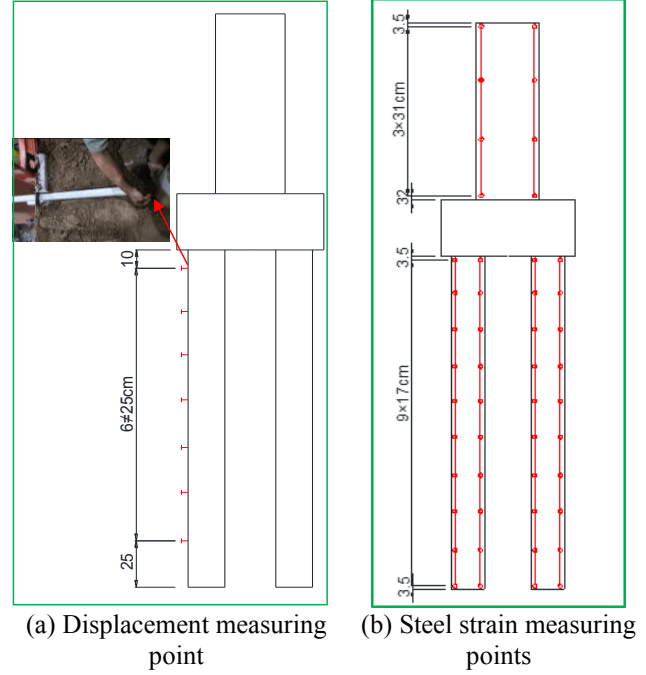 10
6≠25cm
25
(a) Displacement measuring
point
3.5
3×31cm
32
3.5
9×17cm
3.5
(b) Steel strain measuring
points